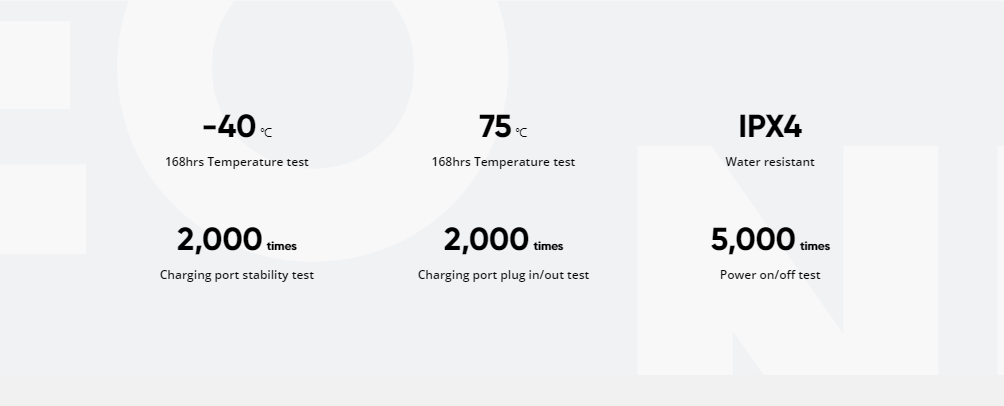 -40 ℃
168hrs Temperature test
75 ℃
168hrs Temperature test
IPX4
Water resistant
2,000 times
Charging port stability test
2,000 times
Charging port plug in/out test
5,000 times
Power on/off test